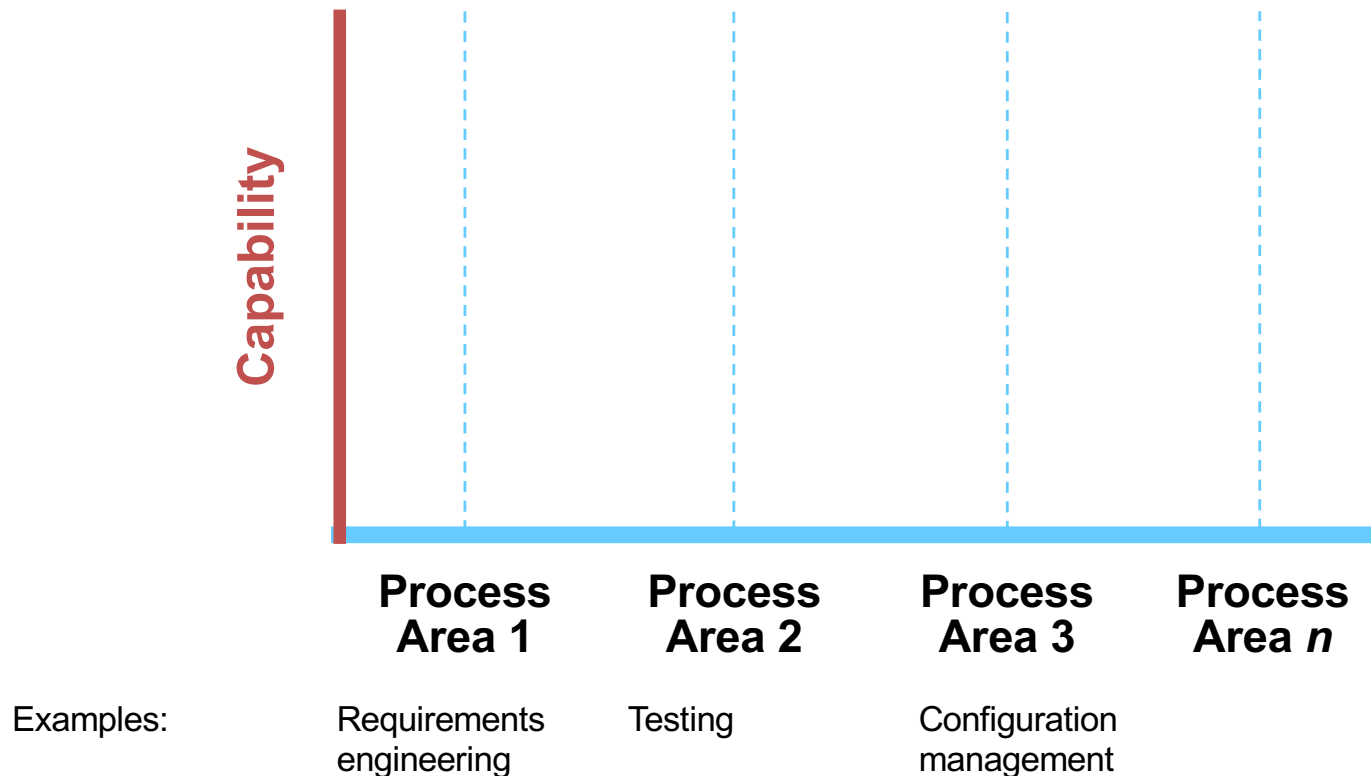 Capability
Process Area 1
Process Area 2
Process Area 3
Process Area n
Examples:
Requirements engineering
Testing
Configuration management